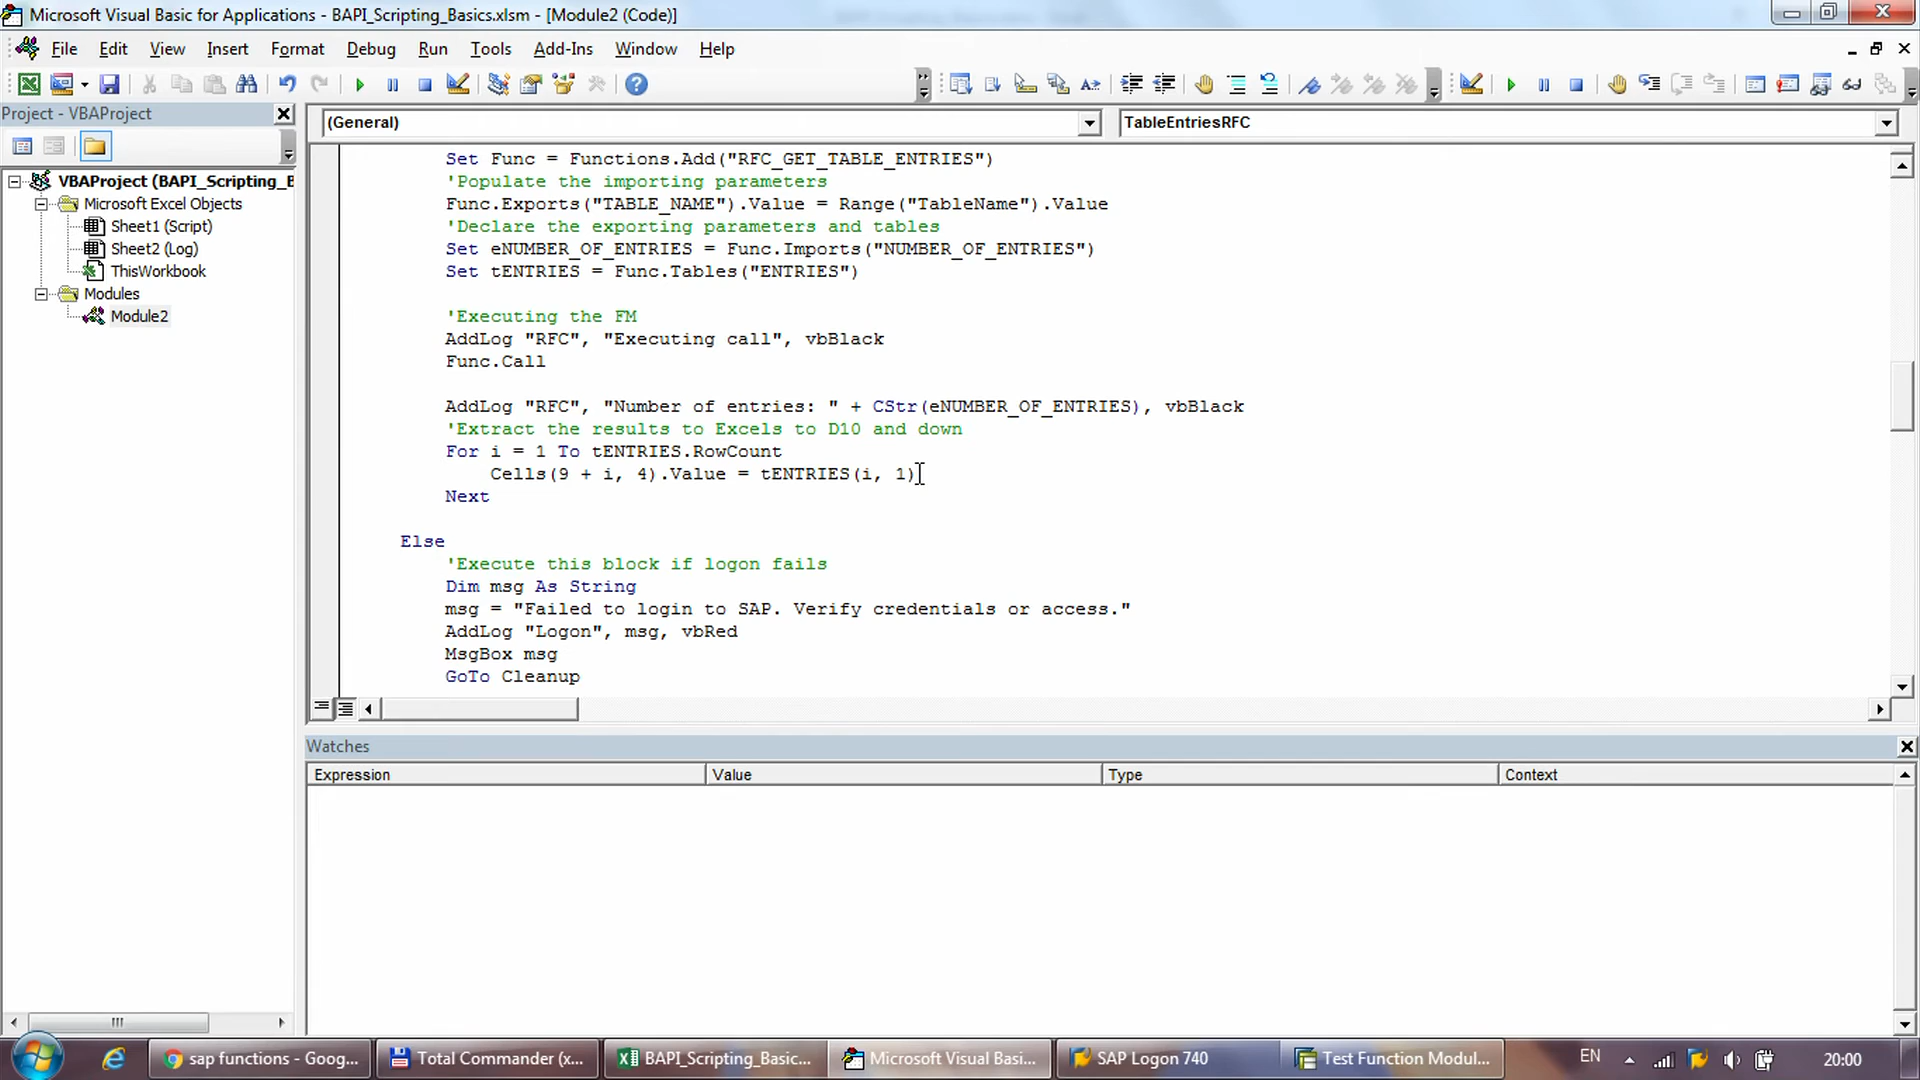 Microsoft Visual Basic for Applications - BAPI_Scripting_Basics.xlsm - [Module2 (Code)]
File Edit View Insert Format Debug Run Tools Add-Ins Window Help
Project - VBAProject
(General)
TableEntriesRFC
VBAProject (BAPI_Scripting_B
Microsoft Excel Objects
Sheet1 (Script)
Sheet2 (Log)
ThisWorkbook
Modules
Module2
Set Func = Functions.Add("RFC_GET_TABLE_ENTRIES")
'Populate the importing parameters
Func.Exports("TABLE_NAME").Value = Range("TableName").Value
'Declare the exporting parameters and tables
Set eNUMBER_OF_ENTRIES = Func.Imports("NUMBER_OF_ENTRIES")
Set tENTRIES = Func.Tables("ENTRIES")
'Executing the FM
AddLog "RFC", "Executing call", vbBlack
Func.Call
AddLog "RFC", "Number of entries: " + CStr(eNUMBER_OF_ENTRIES), vbBlack
'Extract the results to Excels to D10 and down
For i = 1 To tENTRIES.RowCount
Cells(9 + i, 4).Value = tENTRIES(i, 1)
Next
Else
'Execute this block if logon fails
Dim msg As String
msg = "Failed to login to SAP. Verify credentials or access."
AddLog "Logon", msg, vbRed
MsgBox msg
GoTo Cleanup
Watches
Expression Value Type Context
sap functions - Goog...
Total Commander (x...
BAPI_Scripting_Basic...
Microsoft Visual Basi...
SAP Logon 740
Test Function Modul...
EN
20:00